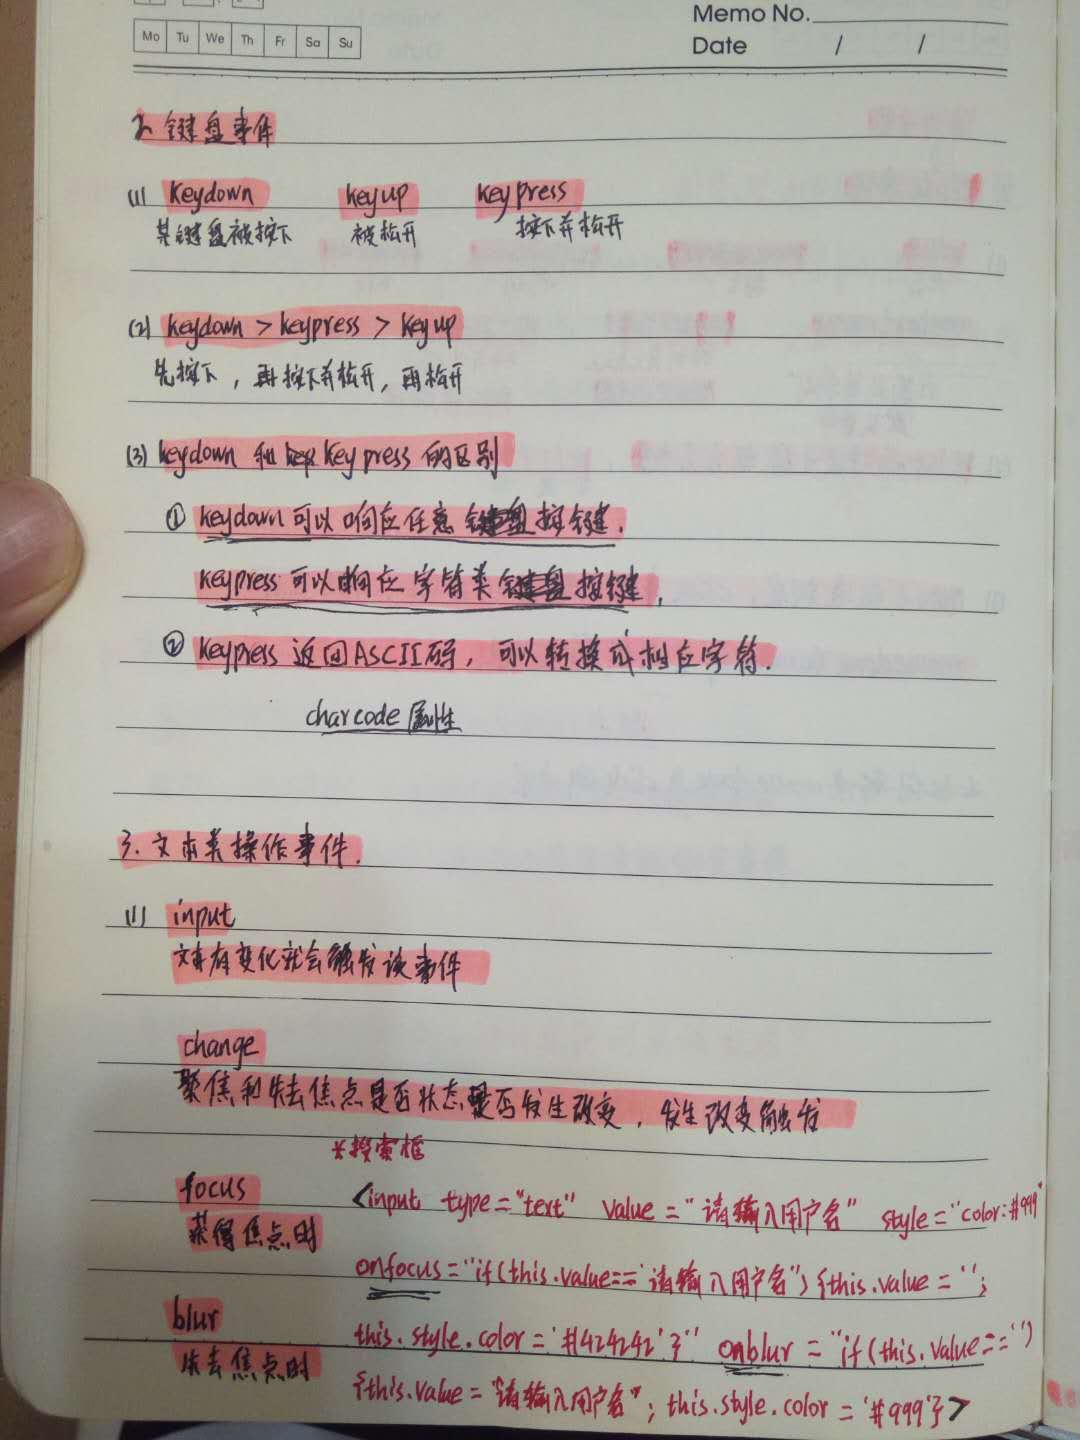 Mo Tu We Th Fr Sa Su
Memo No.
Date / /
2. 键盘事件
(1) keydown keyup keypress
某键盘被按下 被松开 按下并松开
(2) keydown > keypress > keyup
先按下，再按下并松开，再松开
(3) keydown 和 keypress 的区别
① keydown 可以响应任意键盘按键.
keypress 可以响应字符类键盘按键,
② keypress 返回ASCII码，可以转换成相应字符.
charcode 属性
3. 文本类操作事件.
(1) input
文本有变化就会触发该事件
change
聚焦和失去焦点是否状态是否发生改变，发生改变触发
*搜索框
focus <input type="text" value="请输入用户名" style="color:#999"
获得焦点时
onfocus="if(this.value=='请输入用户名'){this.value='';
blur
this.style.color='#424242'}" onblur="if(this.value=='')
失去焦点时
{this.value="请输入用户名"; this.style.color='#999'}>